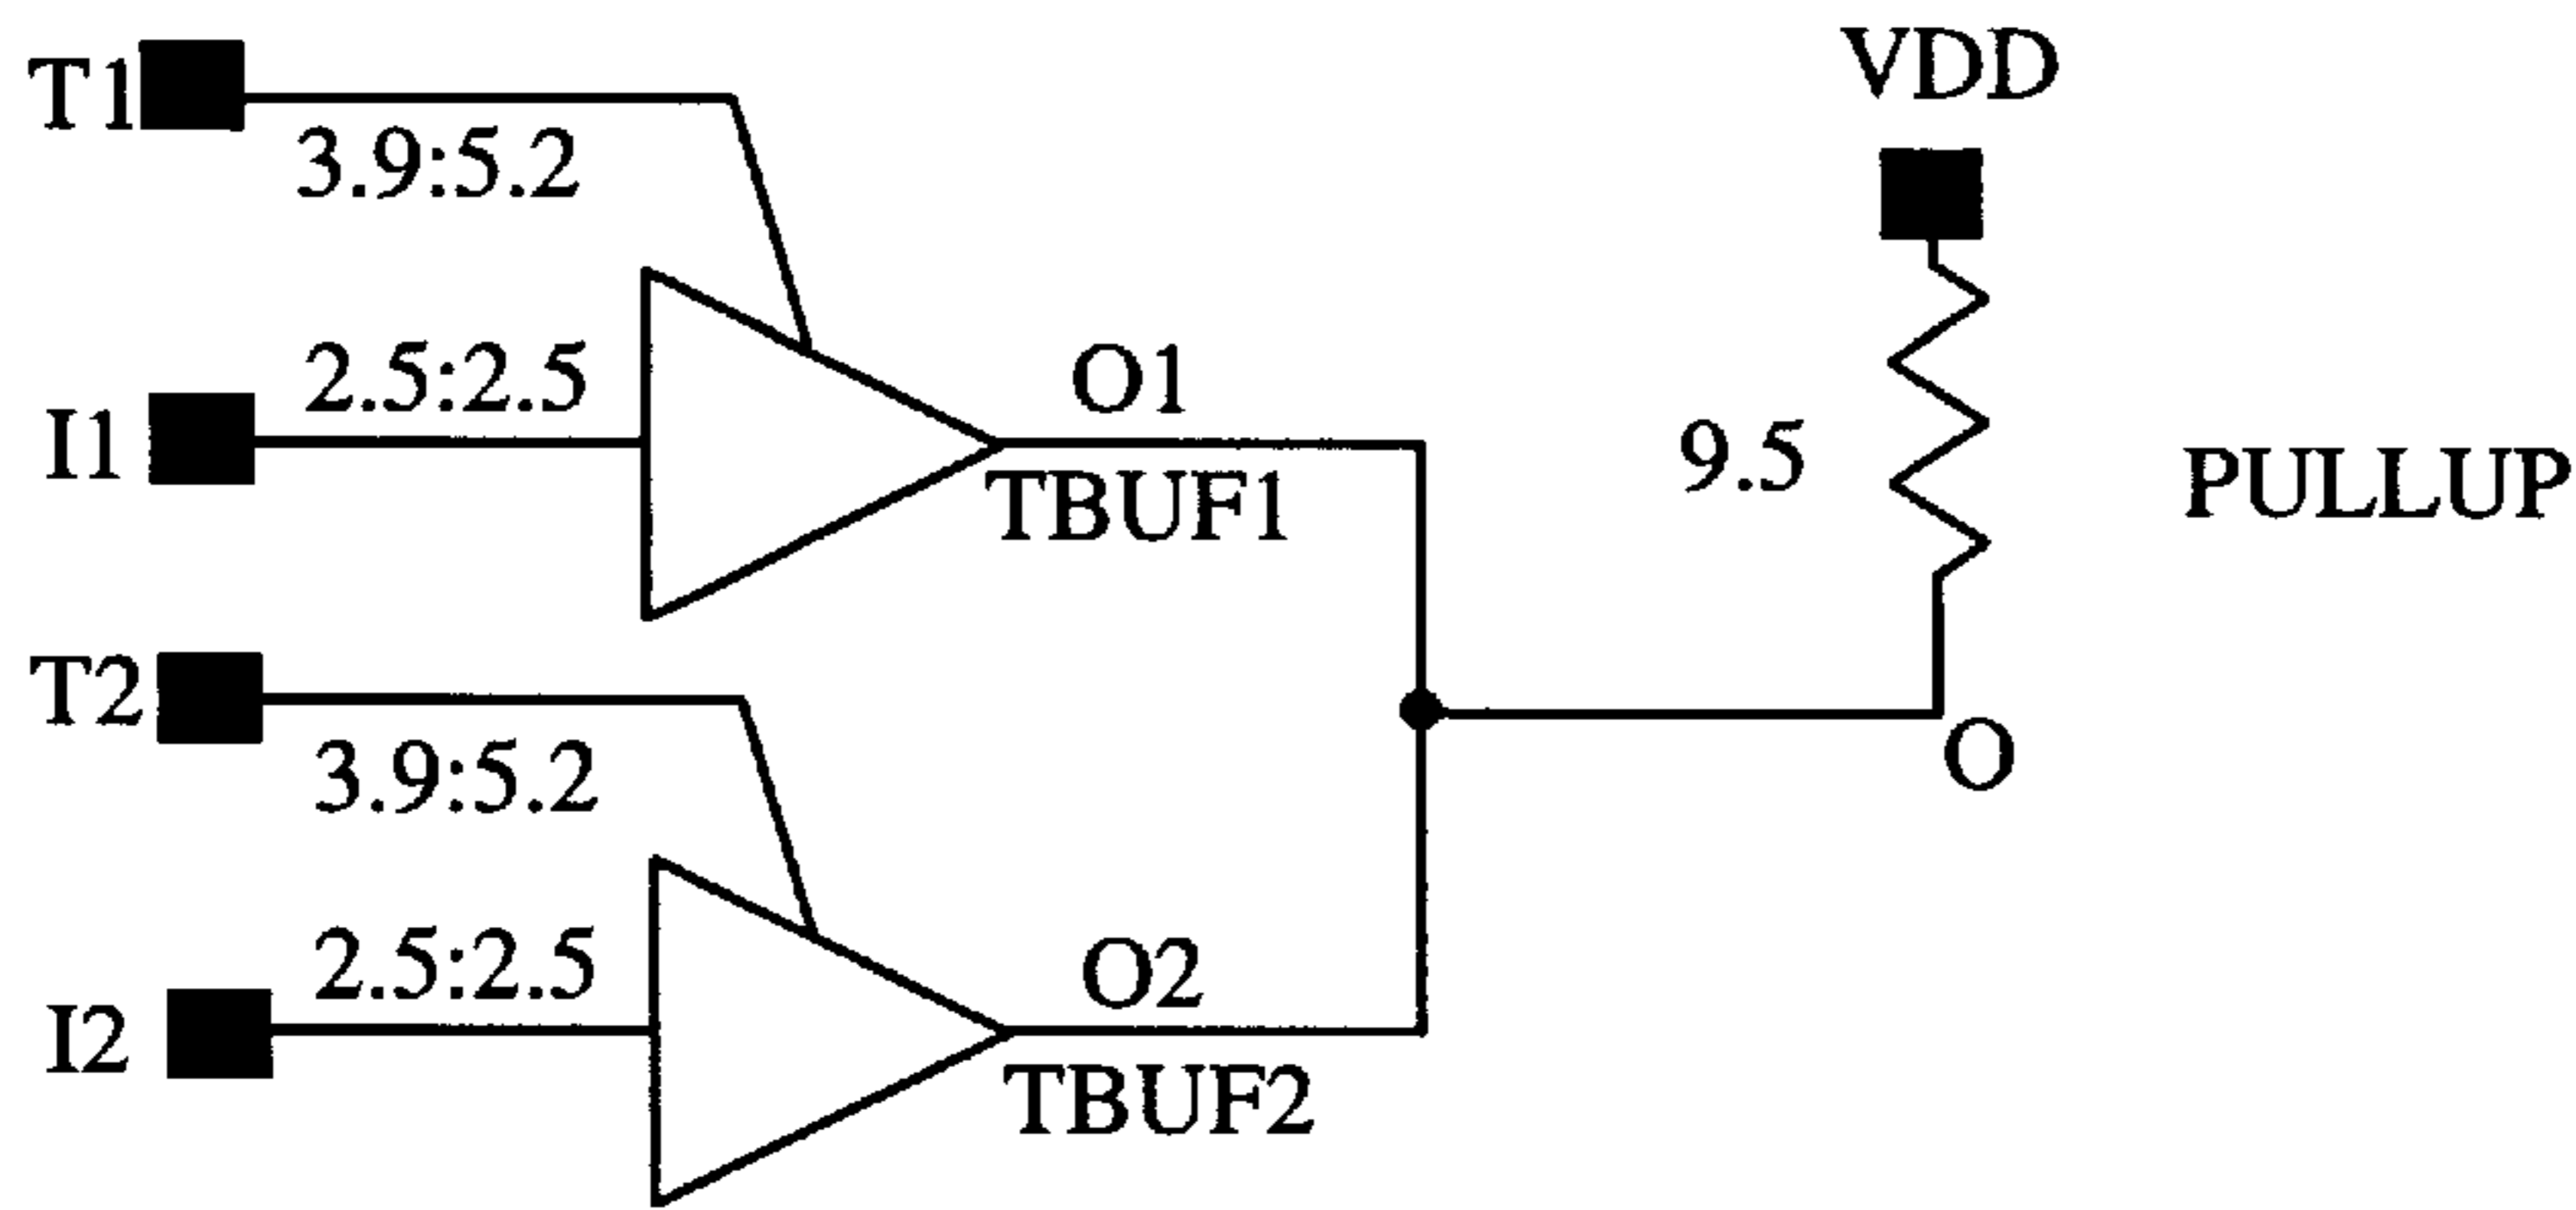 T1
3.9:5.2
VDD
2.5:2.5
O1
I1
TBUF1
9.5
PULLUP
T2
3.9:5.2
O
2.5:2.5
O2
I2
TBUF2